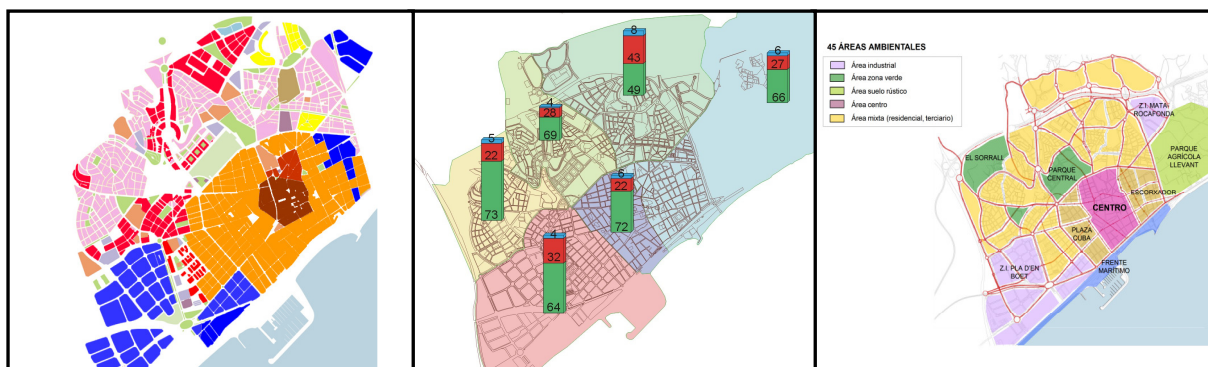 8
43
49
6
27
66
4
28
69
5
22
73
6
22
72
4
32
64
45 ÁREAS AMBIENTALES
Área industrial
Área zona verde
Área suelo rústico
Área centro
Área mixta (residencial, terciario)
Z.I. MATA-
ROCAFONDA
EL SORRALL
PARQUE
CENTRAL
PARQUE
AGRÍCOLA
LLEVANT
ESCORXADOR
CENTRO
PLAZA
CUBA
Z.I. PLA D'EN
BOET
FRENTE
MARÍTIMO